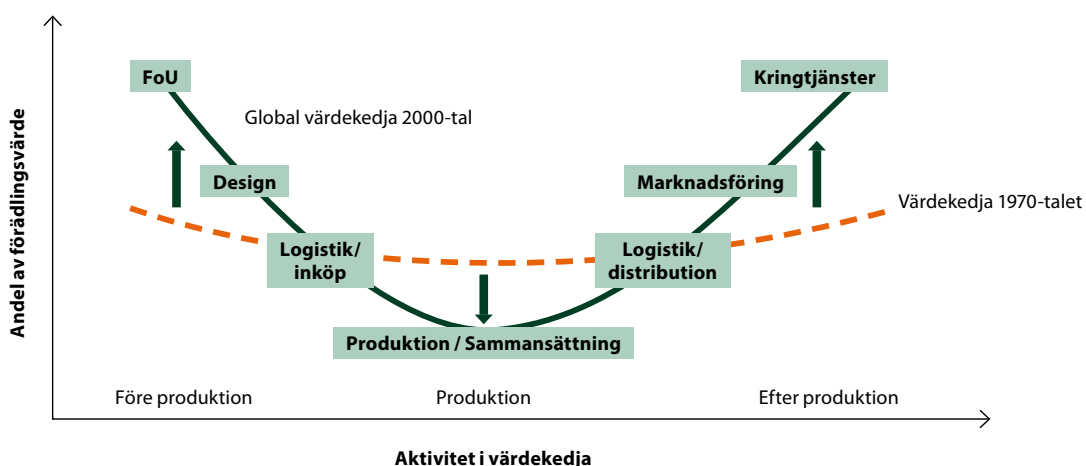 FoU
Kringtjänster
Global värdekedja 2000-tal
Design
Marknadsföring
Värdekedja 1970-talet
Logistik/
inköp
Logistik/
distribution
Produktion / Sammansättning
Före produktion
Produktion
Efter produktion
Andel av förädlingsvärde
Aktivitet i värdekedja